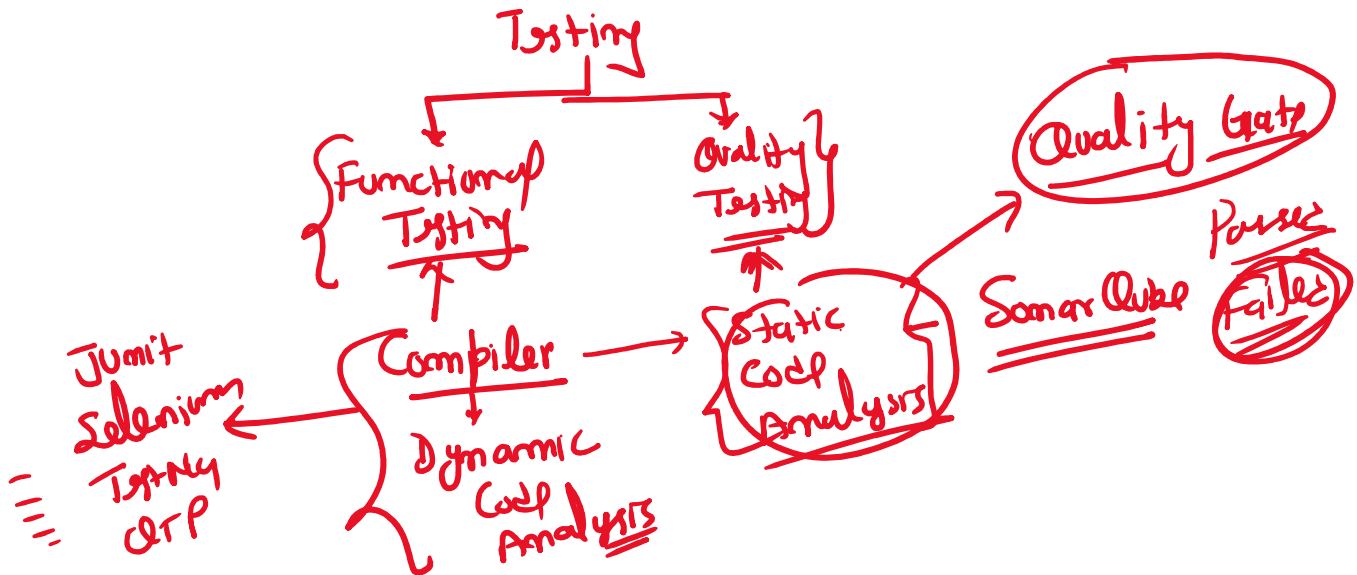 Testing
Functional
Testing
Quality
Testing
Quality Gate
Passed
Failed
SonarQube
Compiler
Static
Code
Analysis
Dynamic
Code
Analysis
Junit
Selenium
TestNg
QTP